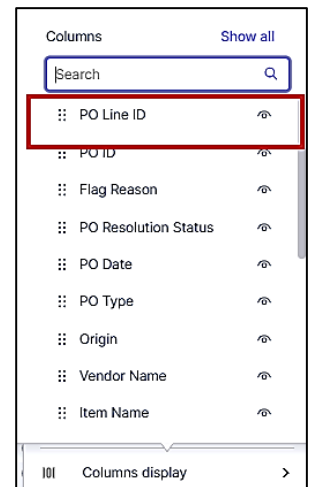 Columns Show all
Search
PO Line ID
PO ID
Flag Reason
PO Resolution Status
PO Date
PO Type
Origin
Vendor Name
Item Name
Columns display